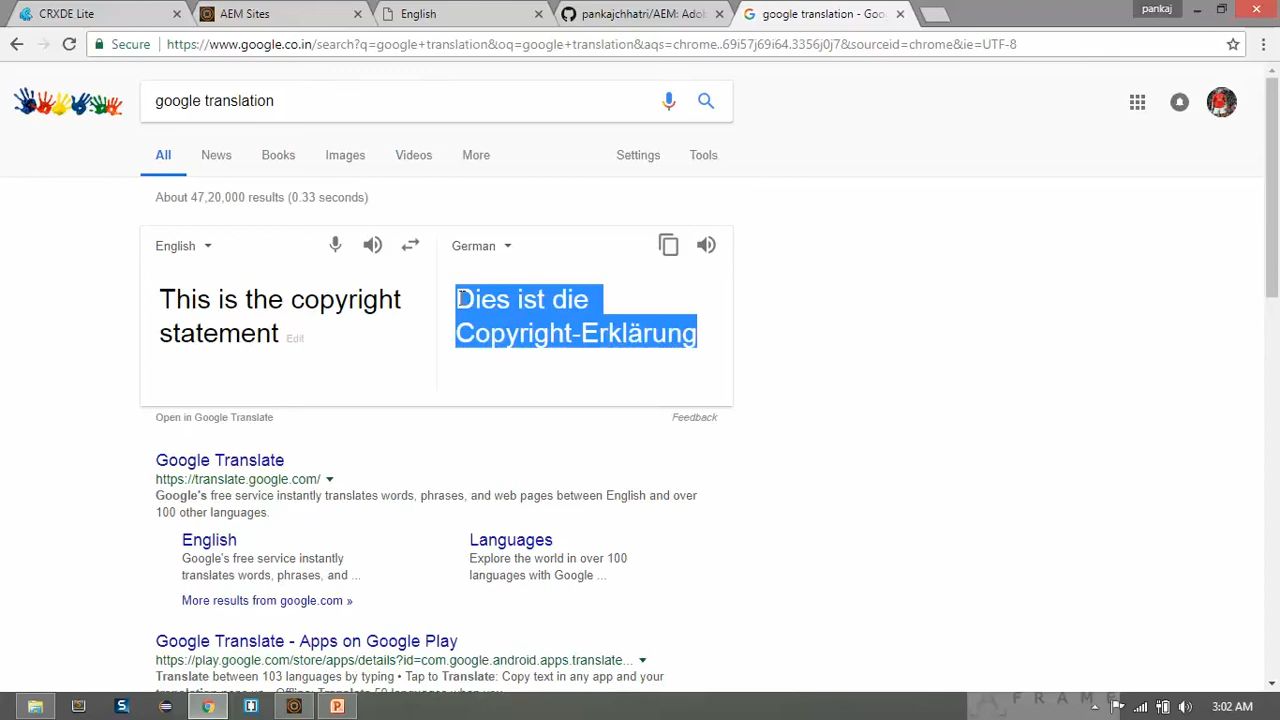 CRXDE Lite
AEM Sites
English
pankajchhatri/AEM: Adob
google translation - Goo
pankaj
Secure
https://www.google.co.in/search?q=google+translation&oq=google+translation&aqs=chrome..69i57j69i64.3356j0j7&sourceid=chrome&ie=UTF-8
google translation
All News Books Images Videos More Settings Tools
About 47,20,000 results (0.33 seconds)
English
German
This is the copyright
statement Edit
Dies ist die
Copyright-Erklärung
Open in Google Translate
Feedback
Google Translate
https://translate.google.com/
Google's free service instantly translates words, phrases, and web pages between English and over
100 other languages.
English
Google's free service instantly
translates words, phrases, and ...
Languages
Explore the world in over 100
languages with Google ...
More results from google.com »
Google Translate - Apps on Google Play
https://play.google.com/store/apps/details?id=com.google.android.apps.translate...
Translate between 103 languages by typing • Tap to Translate: Copy text in any app and your
FRAME
3:02 AM